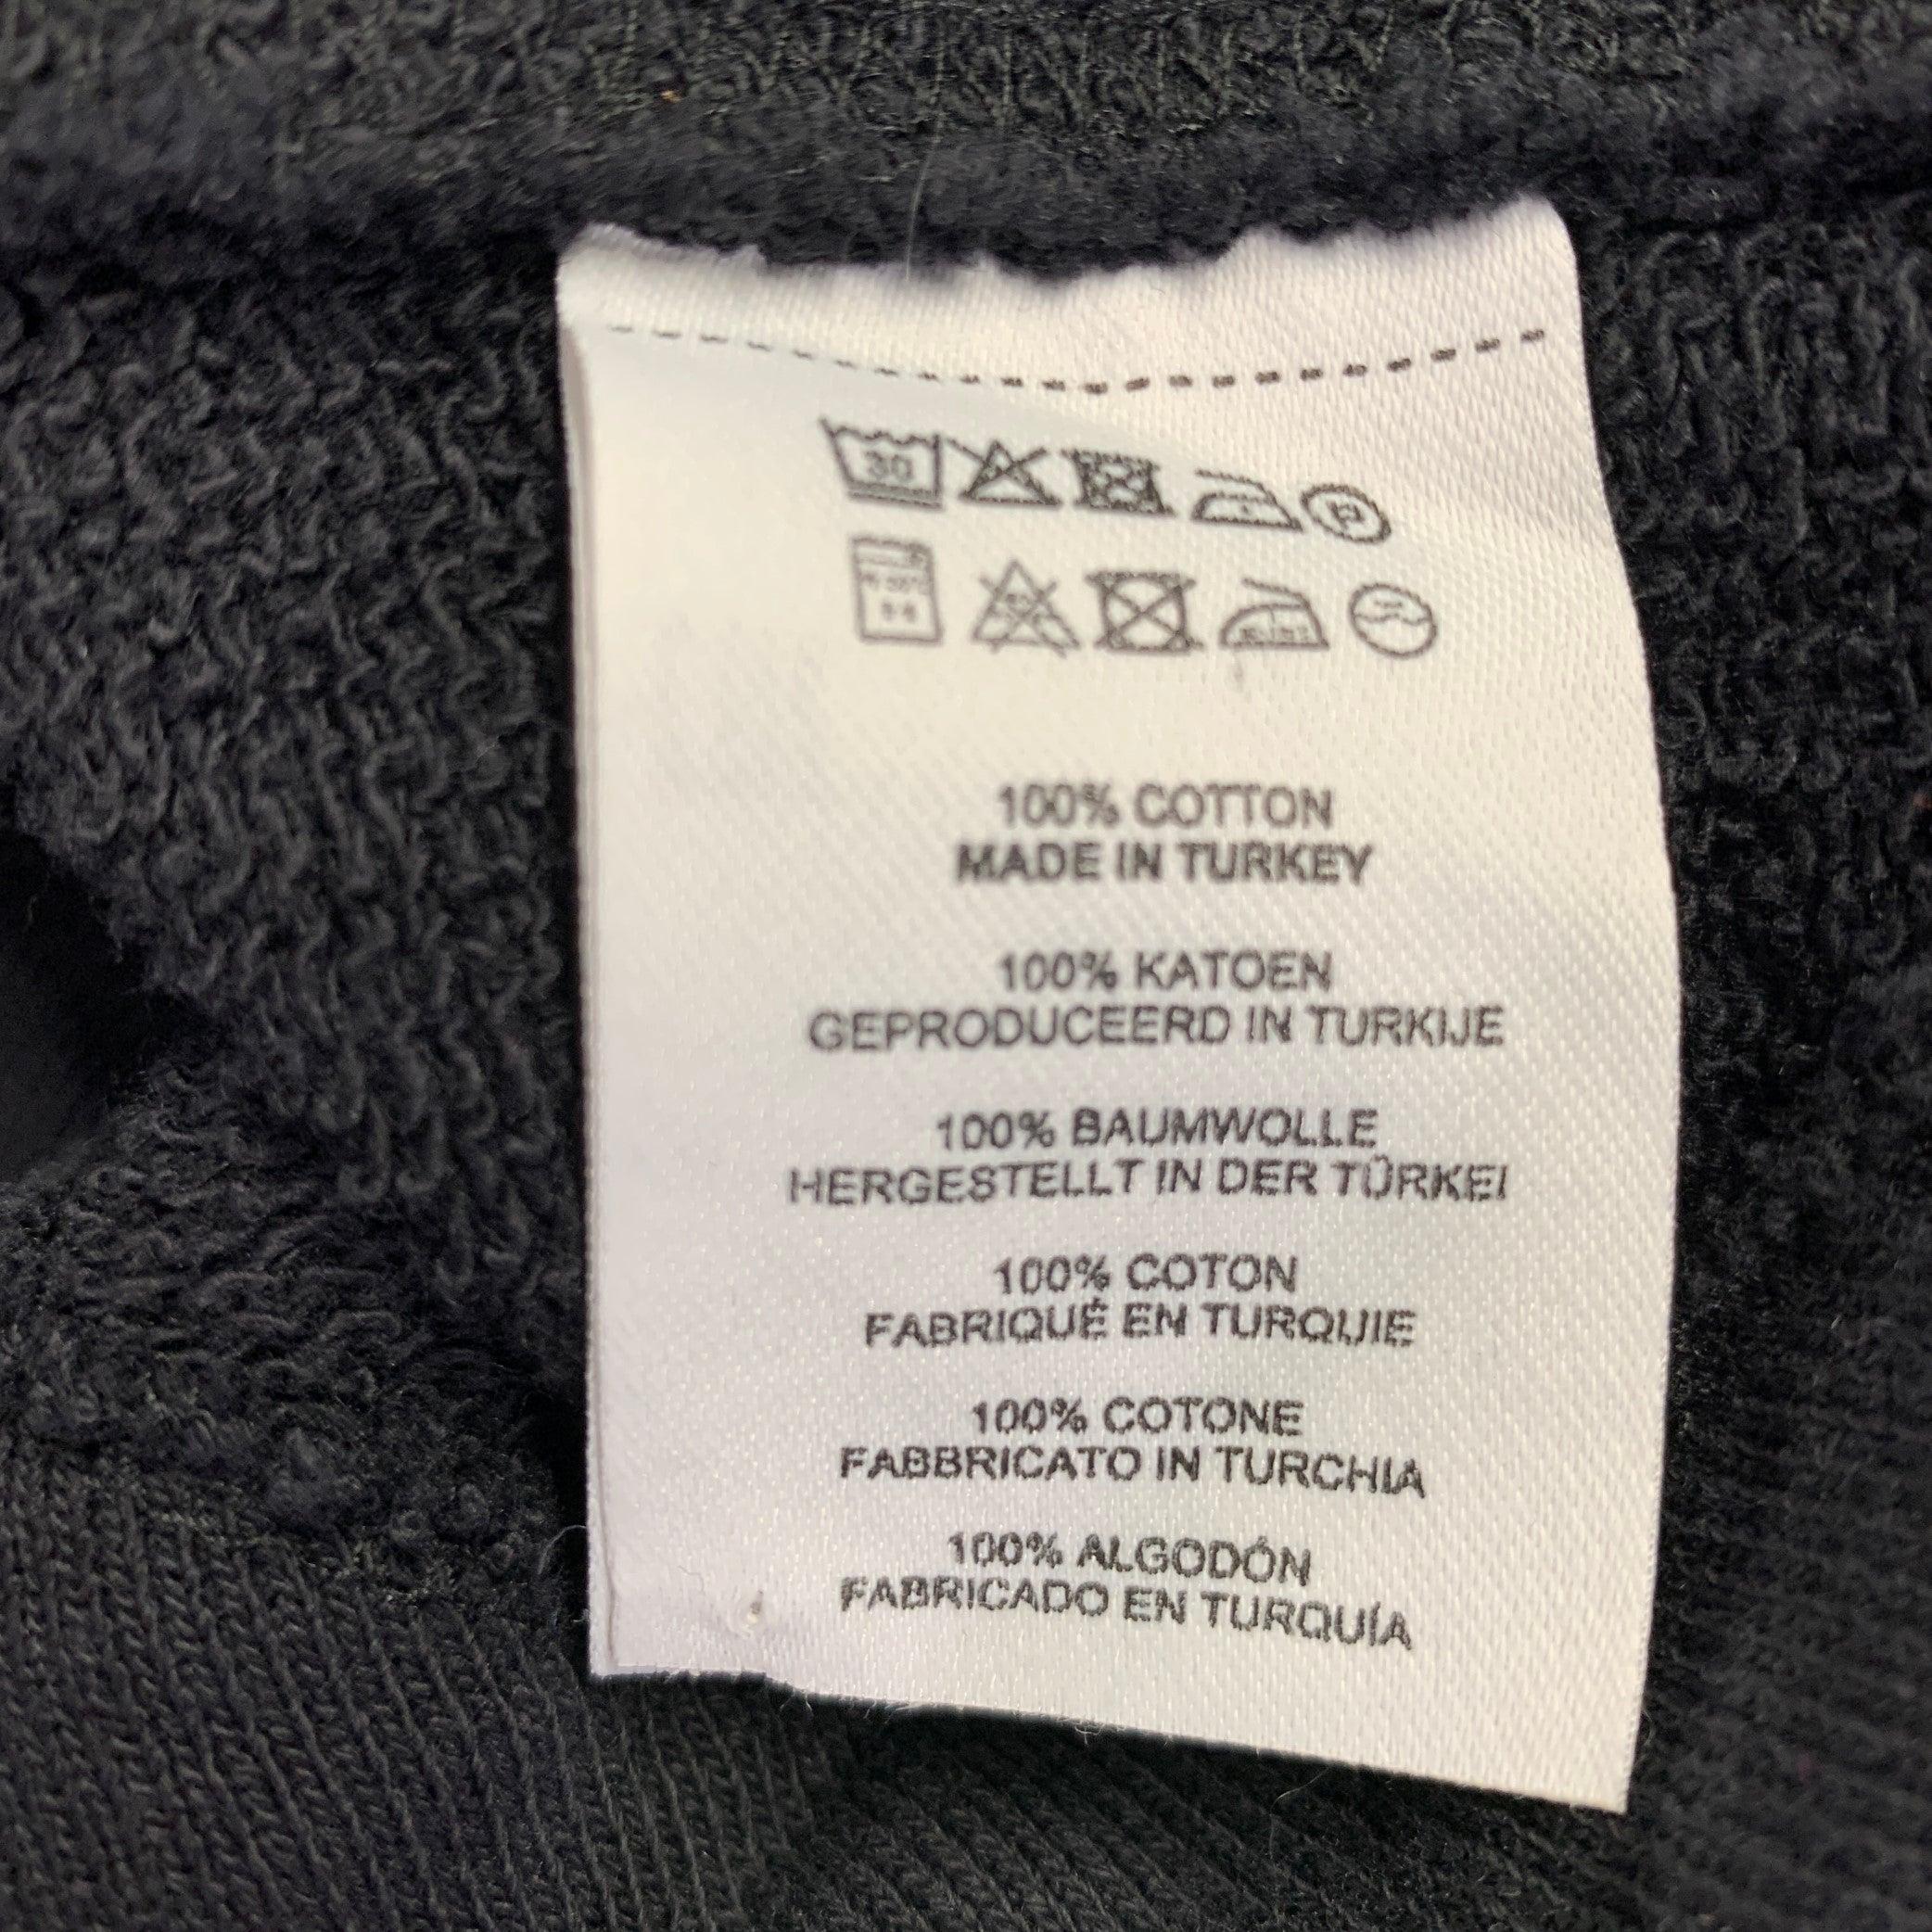 30
P
100% COTTON
MADE IN TURKEY
100% KATOEN
GEPRODUCEERD IN TURKIJE
100% BAUMWOLLE
HERGESTELLT IN DER TÜRKEI
100% COTON
FABRIQUÉ EN TURQUIE
100% COTONE
FABBRICATO IN TURCHIA
100% ALGODÓN
FABRICADO EN TURQUÍA